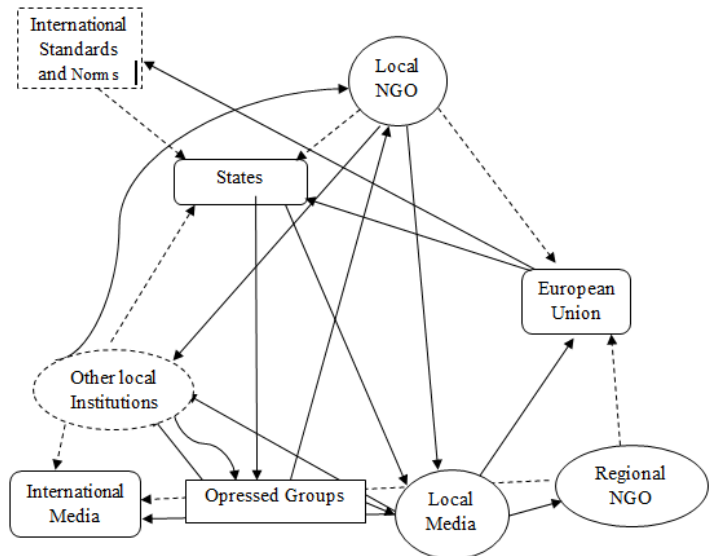 International
Standards
and Norms
Local
NGO
States
European
Union
Other local
Institutions
International
Media
Opressed Groups
Local
Media
Regional
NGO